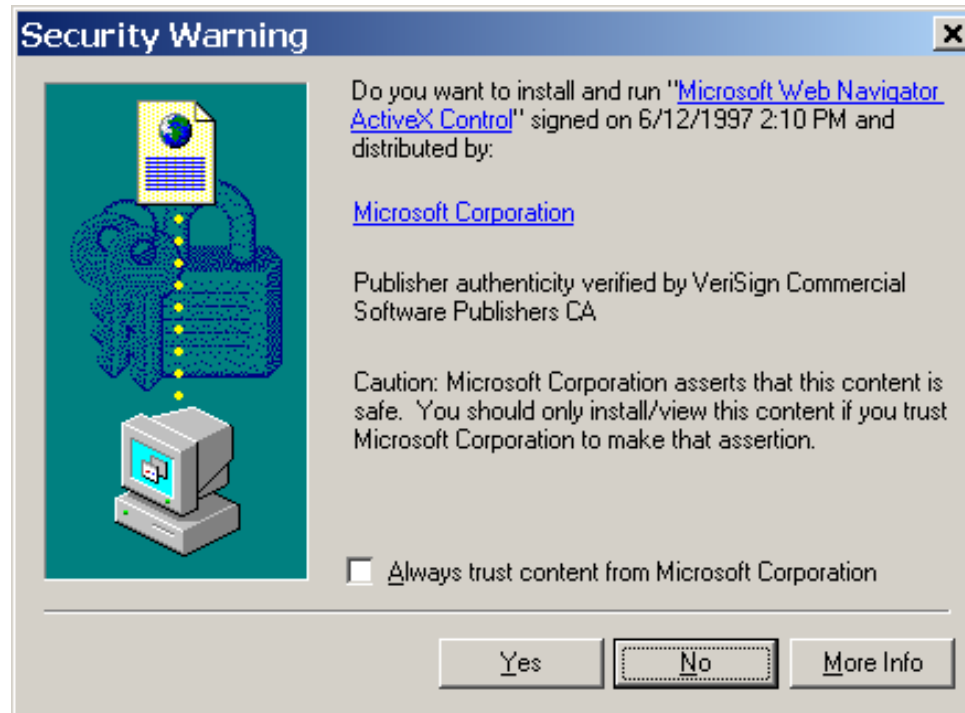 Security Warning
Do you want to install and run "Microsoft Web Navigator
ActiveX Control" signed on 6/12/1997 2:10 PM and
distributed by:
Microsoft Corporation
Publisher authenticity verified by VeriSign Commercial
Software Publishers CA
Caution: Microsoft Corporation asserts that this content is
safe.  You should only install/view this content if you trust
Microsoft Corporation to make that assertion.
Always trust content from Microsoft Corporation
Yes No More Info